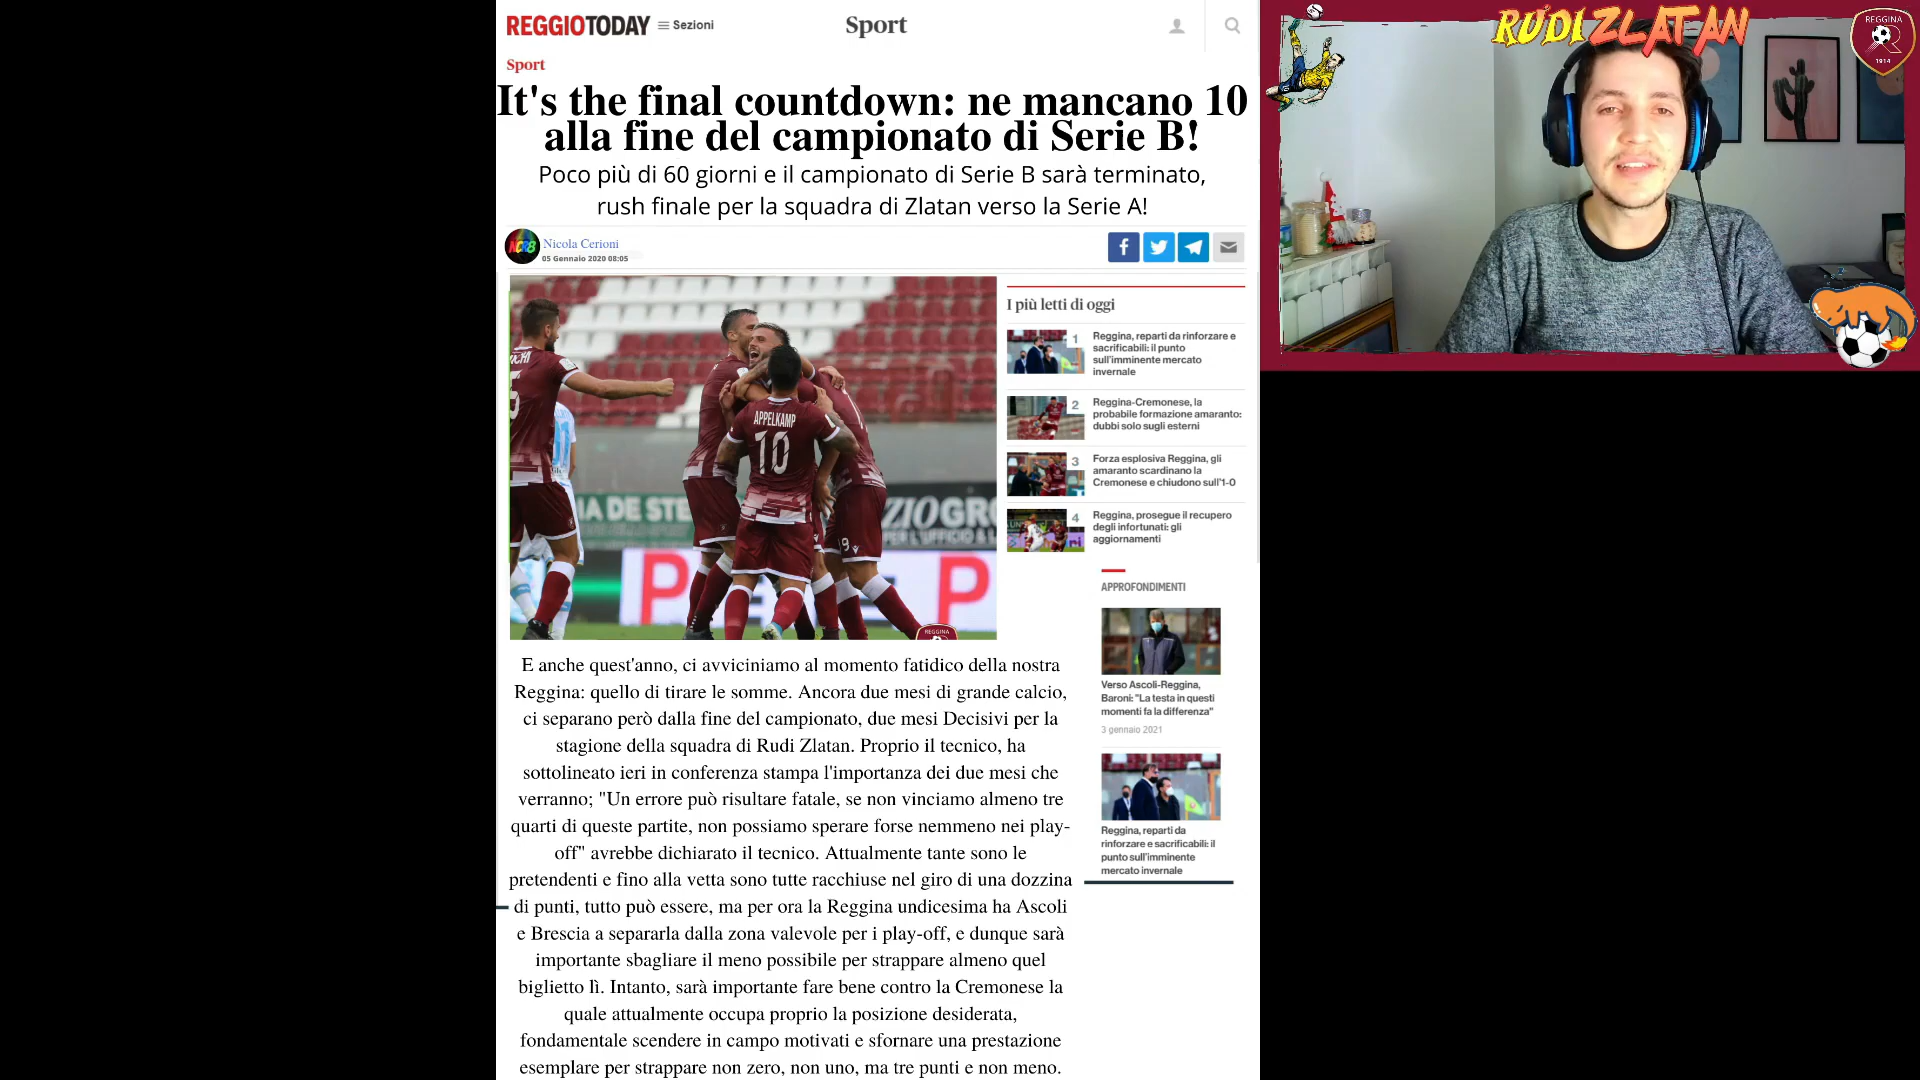 REGGIOTODAY
Sezioni
Sport
Sport
It's the final countdown: ne mancano 10
alla fine del campionato di Serie B!
Poco più di 60 giorni e il campionato di Serie B sarà terminato,
rush finale per la squadra di Zlatan verso la Serie A!
NCR8
Nicola Cerioni
05 Gennaio 2020 08:05
APPELKAMP
10
REGGINA
I più letti di oggi
1
Reggina, reparti da rinforzare e
sacrificabili: il punto
sull'imminente mercato
invernale
2
Reggina-Cremonese, la
probabile formazione amaranto:
dubbi solo sugli esterni
3
Forza esplosiva Reggina, gli
amaranto scardinano la
Cremonese e chiudono sull'1-0
4
Reggina, prosegue il recupero
degli infortunati: gli
aggiornamenti
APPROFONDIMENTI
Verso Ascoli-Reggina,
Baroni: "La testa in questi
momenti fa la differenza"
3 gennaio 2021
Reggina, reparti da
rinforzare e sacrificabili: il
punto sull'imminente
mercato invernale
E anche quest'anno, ci avviciniamo al momento fatidico della nostra
Reggina: quello di tirare le somme. Ancora due mesi di grande calcio,
ci separano però dalla fine del campionato, due mesi Decisivi per la
stagione della squadra di Rudi Zlatan. Proprio il tecnico, ha
sottolineato ieri in conferenza stampa l'importanza dei due mesi che
verranno; "Un errore può risultare fatale, se non vinciamo almeno tre
quarti di queste partite, non possiamo sperare forse nemmeno nei play-
off" avrebbe dichiarato il tecnico. Attualmente tante sono le
pretendenti e fino alla vetta sono tutte racchiuse nel giro di una dozzina
di punti, tutto può essere, ma per ora la Reggina undicesima ha Ascoli
e Brescia a separarla dalla zona valevole per i play-off, e dunque sarà
importante sbagliare il meno possibile per strappare almeno quel
biglietto lì. Intanto, sarà importante fare bene contro la Cremonese la
quale attualmente occupa proprio la posizione desiderata,
fondamentale scendere in campo motivati e sfornare una prestazione
esemplare per strappare non zero, non uno, ma tre punti e non meno.
RUDIZLATAN
REGGINA
1914